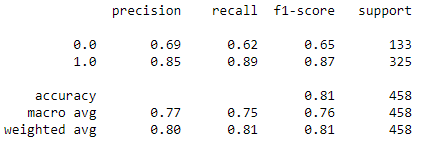 precision recall f1-score support
0.0 0.69 0.62 0.65 133
1.0 0.85 0.89 0.87 325
accuracy 0.81 458
macro avg 0.77 0.75 0.76 458
weighted avg 0.80 0.81 0.81 458